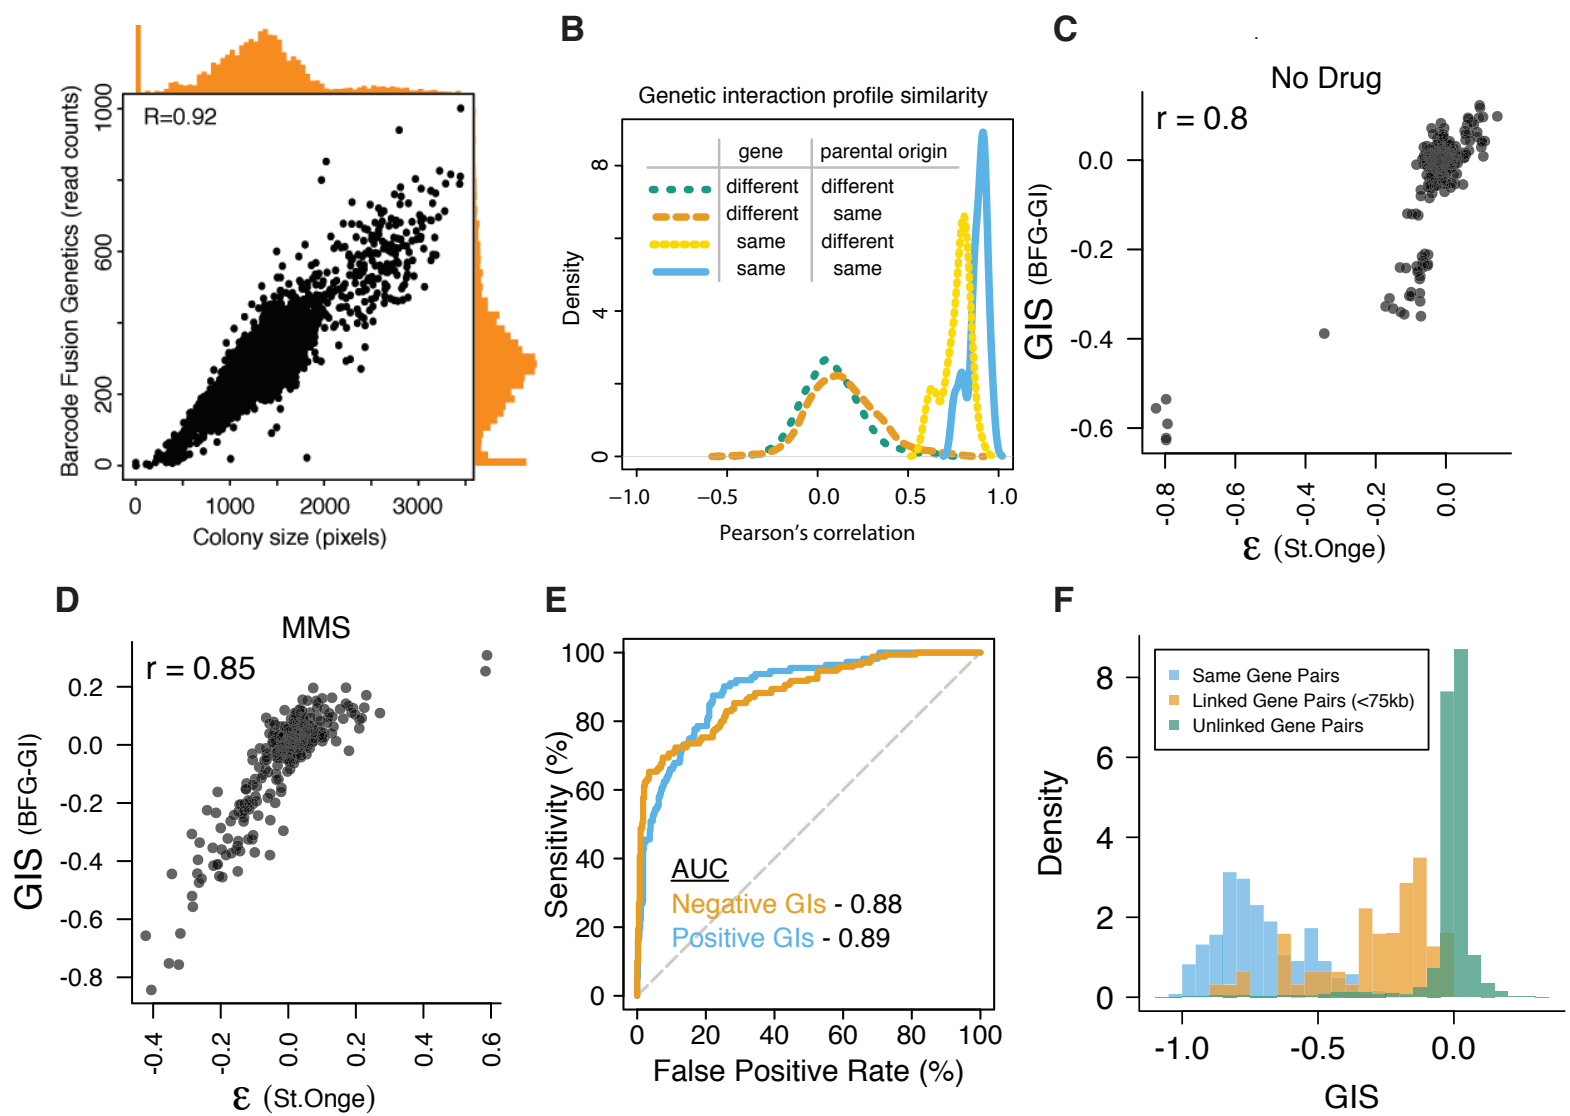 R=0.92
Barcode Fusion Genetics (read counts)
0
200
600
1000
0
1000
2000
3000
Colony size (pixels)
B
Genetic interaction profile similarity
gene
parental origin
different
different
different
same
same
different
same
same
Density
0
4
8
−1.0
−0.5
0.0
0.5
1.0
Pearson's correlation
C
No Drug
r = 0.8
GIS (BFG-GI)
0.0
-0.2
-0.4
-0.6
-0.8
-0.6
-0.4
-0.2
0.0
ε (St.Onge)
D
MMS
r = 0.85
GIS (BFG-GI)
0.2
0.0
-0.2
-0.4
-0.6
-0.8
-0.4
-0.2
0.0
0.2
0.4
0.6
ε (St.Onge)
E
Sensitivity (%)
100
80
60
40
20
0
AUC
Negative GIs - 0.88
Positive GIs - 0.89
0
20
40
60
80
100
False Positive Rate (%)
F
Same Gene Pairs
Linked Gene Pairs (<75kb)
Unlinked Gene Pairs
Density
8
6
4
2
0
-1.0
-0.5
0.0
GIS